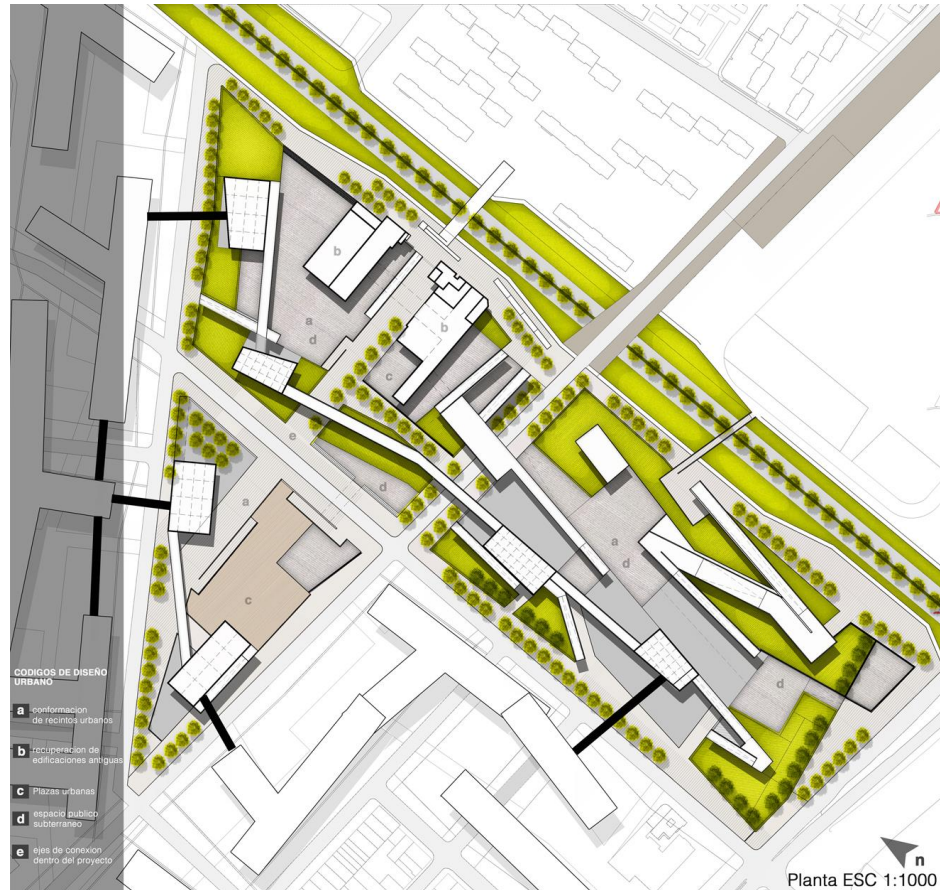 b
a
d
b
c
e
d
a
a
d
c
d
CODIGOS DE DISEÑO
URBANO
a conformacion
de recintos urbanos
b recuperacion de
edificaciones antiguas
c Plazas urbanas
d espacio publico
subterraneo
e ejes de conexion
dentro del proyecto
n
Planta ESC 1:1000